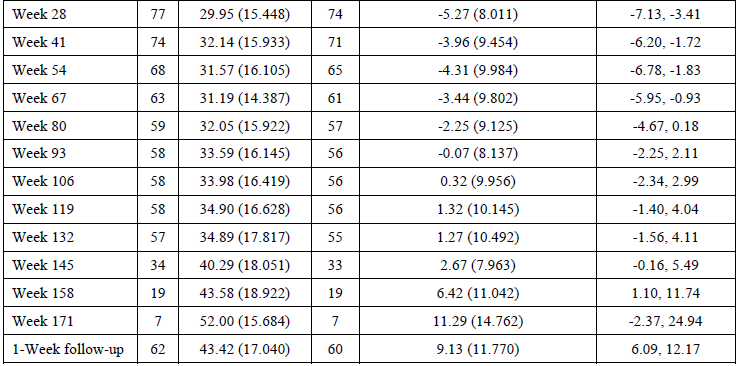 Week 28 77 29.95 (15.448) 74 -5.27 (8.011) -7.13, -3.41
Week 41 74 32.14 (15.933) 71 -3.96 (9.454) -6.20, -1.72
Week 54 68 31.57 (16.105) 65 -4.31 (9.984) -6.78, -1.83
Week 67 63 31.19 (14.387) 61 -3.44 (9.802) -5.95, -0.93
Week 80 59 32.05 (15.922) 57 -2.25 (9.125) -4.67, 0.18
Week 93 58 33.59 (16.145) 56 -0.07 (8.137) -2.25, 2.11
Week 106 58 33.98 (16.419) 56 0.32 (9.956) -2.34, 2.99
Week 119 58 34.90 (16.628) 56 1.32 (10.145) -1.40, 4.04
Week 132 57 34.89 (17.817) 55 1.27 (10.492) -1.56, 4.11
Week 145 34 40.29 (18.051) 33 2.67 (7.963) -0.16, 5.49
Week 158 19 43.58 (18.922) 19 6.42 (11.042) 1.10, 11.74
Week 171 7 52.00 (15.684) 7 11.29 (14.762) -2.37, 24.94
1-Week follow-up 62 43.42 (17.040) 60 9.13 (11.770) 6.09, 12.17